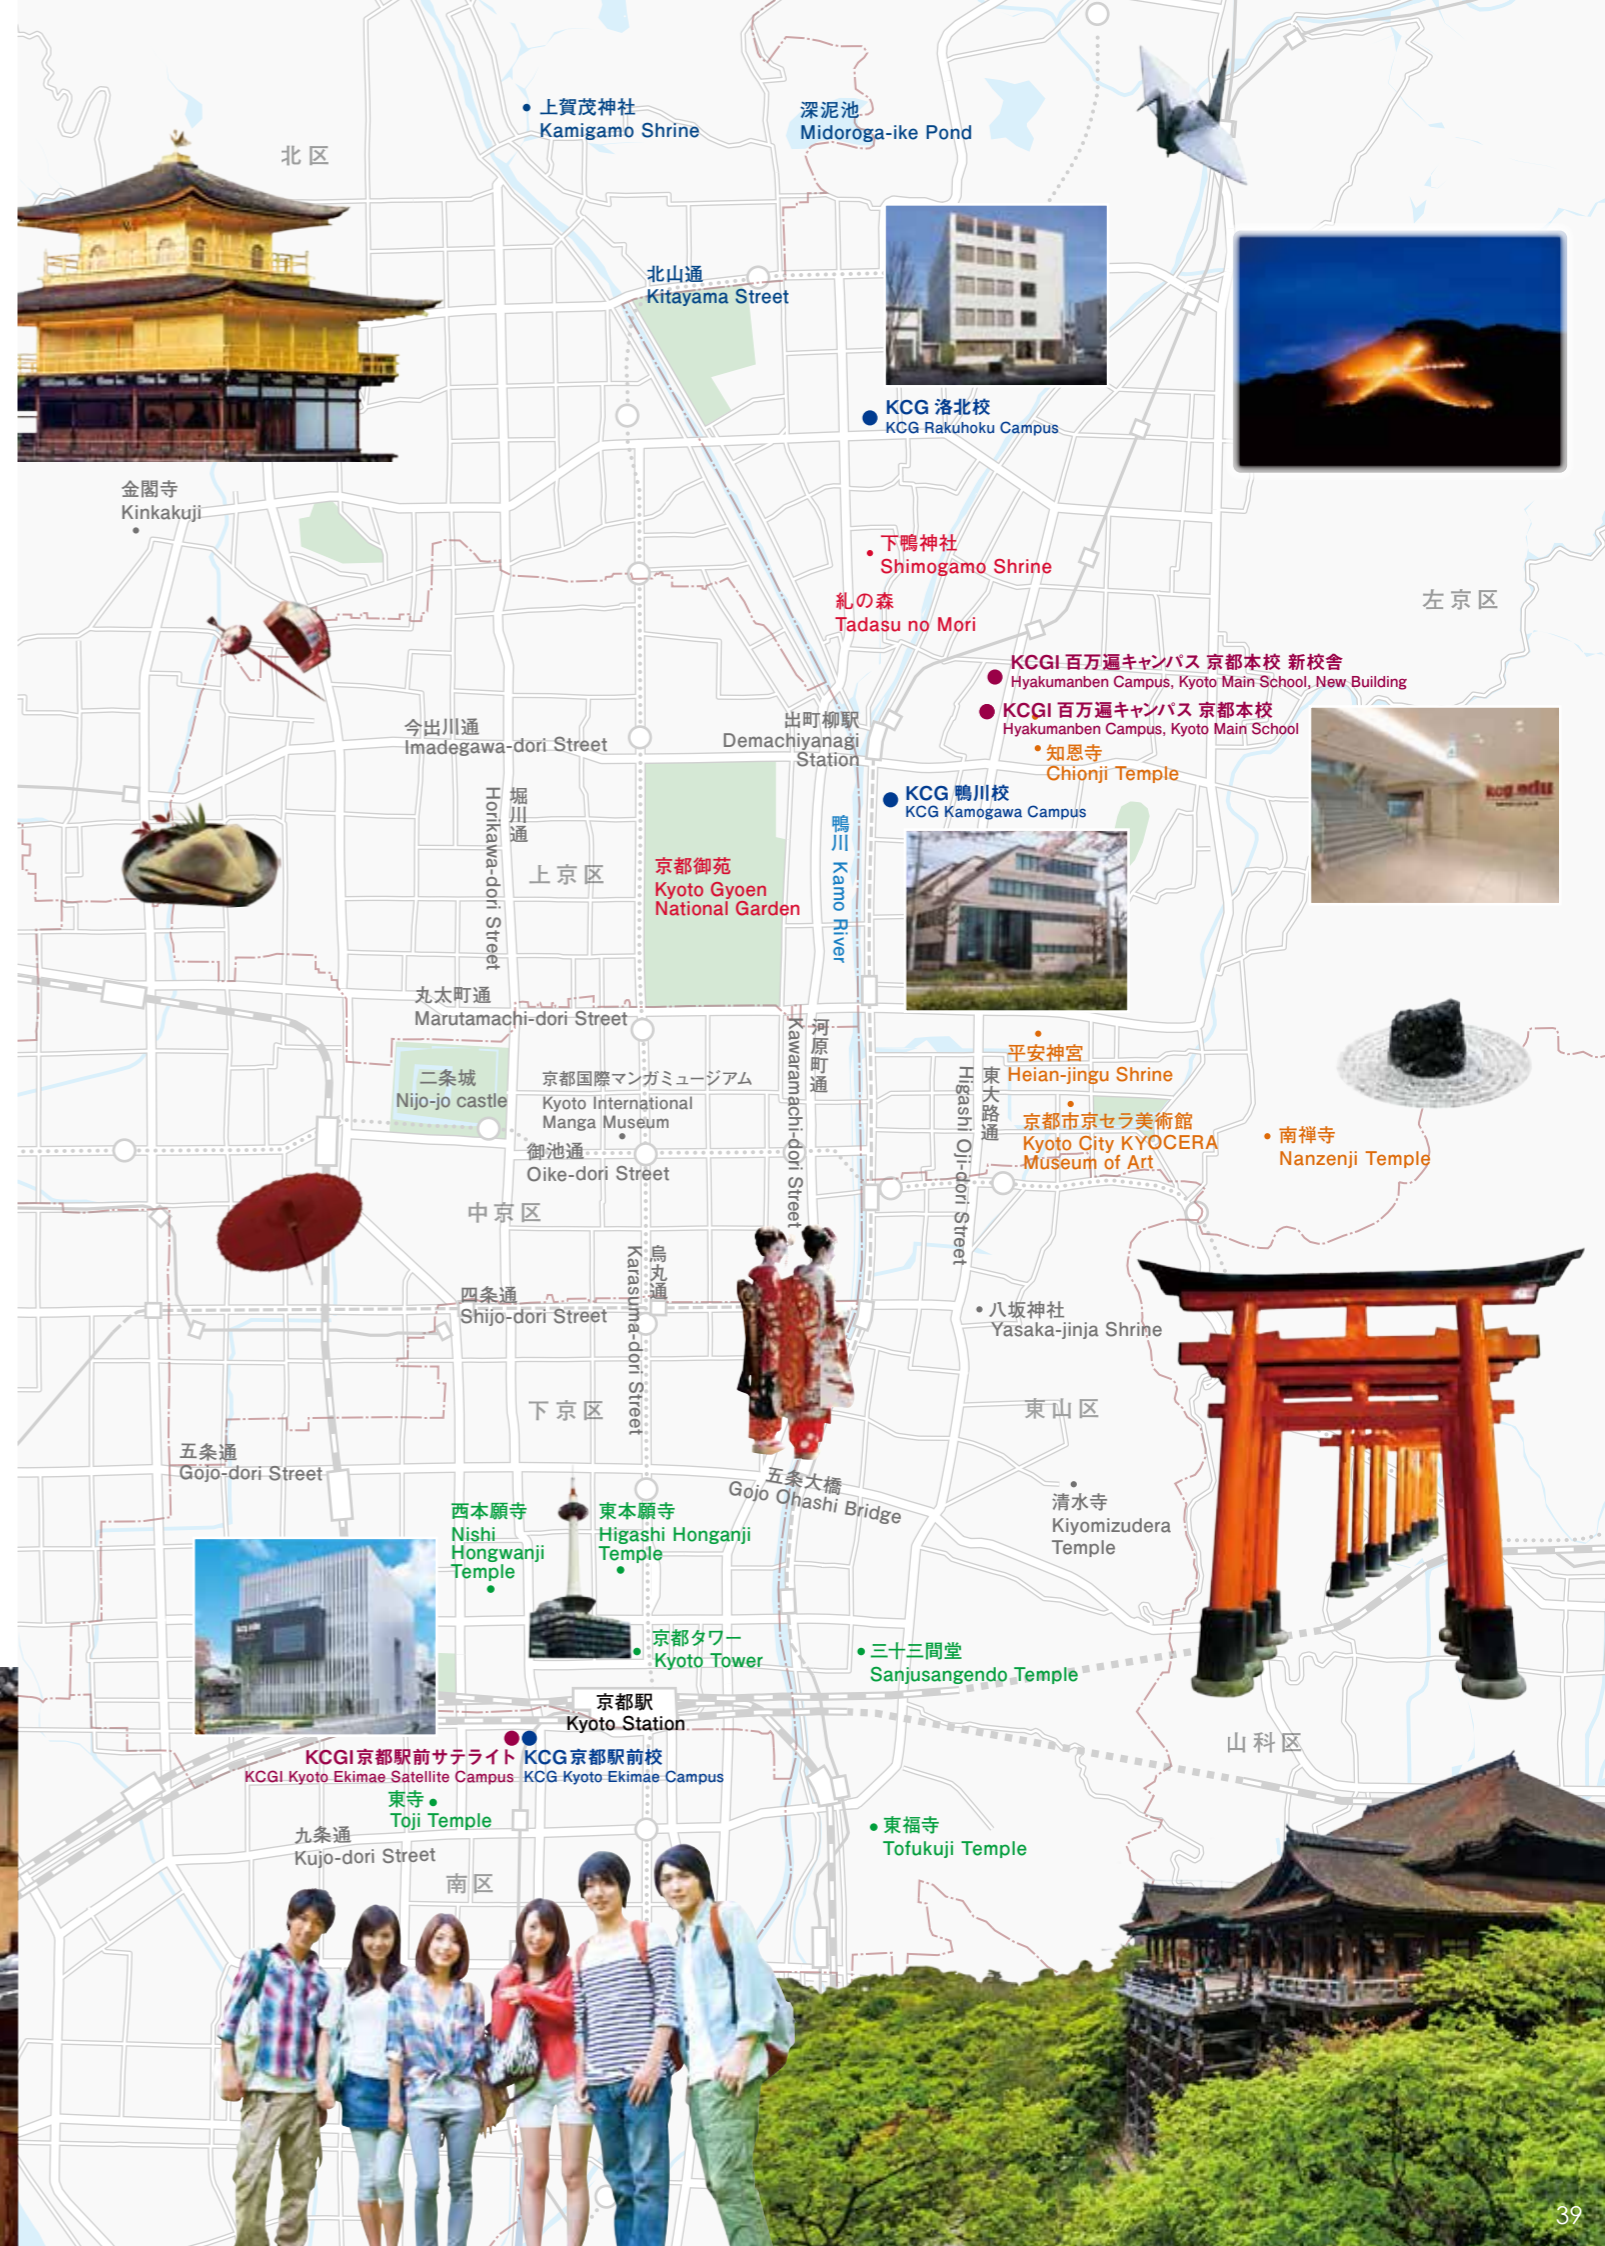 上賀茂神社
Kamigamo Shrine
深泥池
Midoroga-ike Pond
北区
北山通
Kitayama Street
KCG 洛北校
KCG Rakuhoku Campus
金閣寺
Kinkakuji
下鴨神社
Shimogamo Shrine
糺の森
Tadasu no Mori
左京区
KCGI 百万遍キャンパス 京都本校 新校舎
Hyakumanben Campus, Kyoto Main School, New Building
KCGI 百万遍キャンパス 京都本校
Hyakumanben Campus, Kyoto Main School
今出川通
Imadegawa-dori Street
出町柳駅
Demachiyanagi
Station
知恩寺
Chionji Temple
kcg.edu
KCG 鴨川校
KCG Kamogawa Campus
堀川通
Horikawa-dori Street
上京区
京都御苑
Kyoto Gyoen
National Garden
鴨川 Kamo River
丸太町通
Marutamachi-dori Street
河原町通
Kawaramachi-dori Street
二条城
Nijo-jo castle
京都国際マンガミュージアム
Kyoto International
Manga Museum
御池通
Oike-dori Street
東大路通
Higashi Oji-dori Street
平安神宮
Heian-jingu Shrine
京都市京セラ美術館
Kyoto City KYOCERA
Museum of Art
南禅寺
Nanzenji Temple
中京区
烏丸通
Karasuma-dori Street
四条通
Shijo-dori Street
八坂神社
Yasaka-jinja Shrine
下京区
東山区
五条通
Gojo-dori Street
五条大橋
Gojo Ohashi Bridge
清水寺
Kiyomizudera
Temple
西本願寺
Nishi
Hongwanji
Temple
東本願寺
Higashi Honganji
Temple
京都タワー
Kyoto Tower
三十三間堂
Sanjusangendo Temple
京都駅
Kyoto Station
KCGI京都駅前サテライト
KCGI Kyoto Ekimae Satellite Campus
KCG京都駅前校
KCG Kyoto Ekimae Campus
山科区
東寺
Toji Temple
九条通
Kujo-dori Street
東福寺
Tofukuji Temple
南区
39